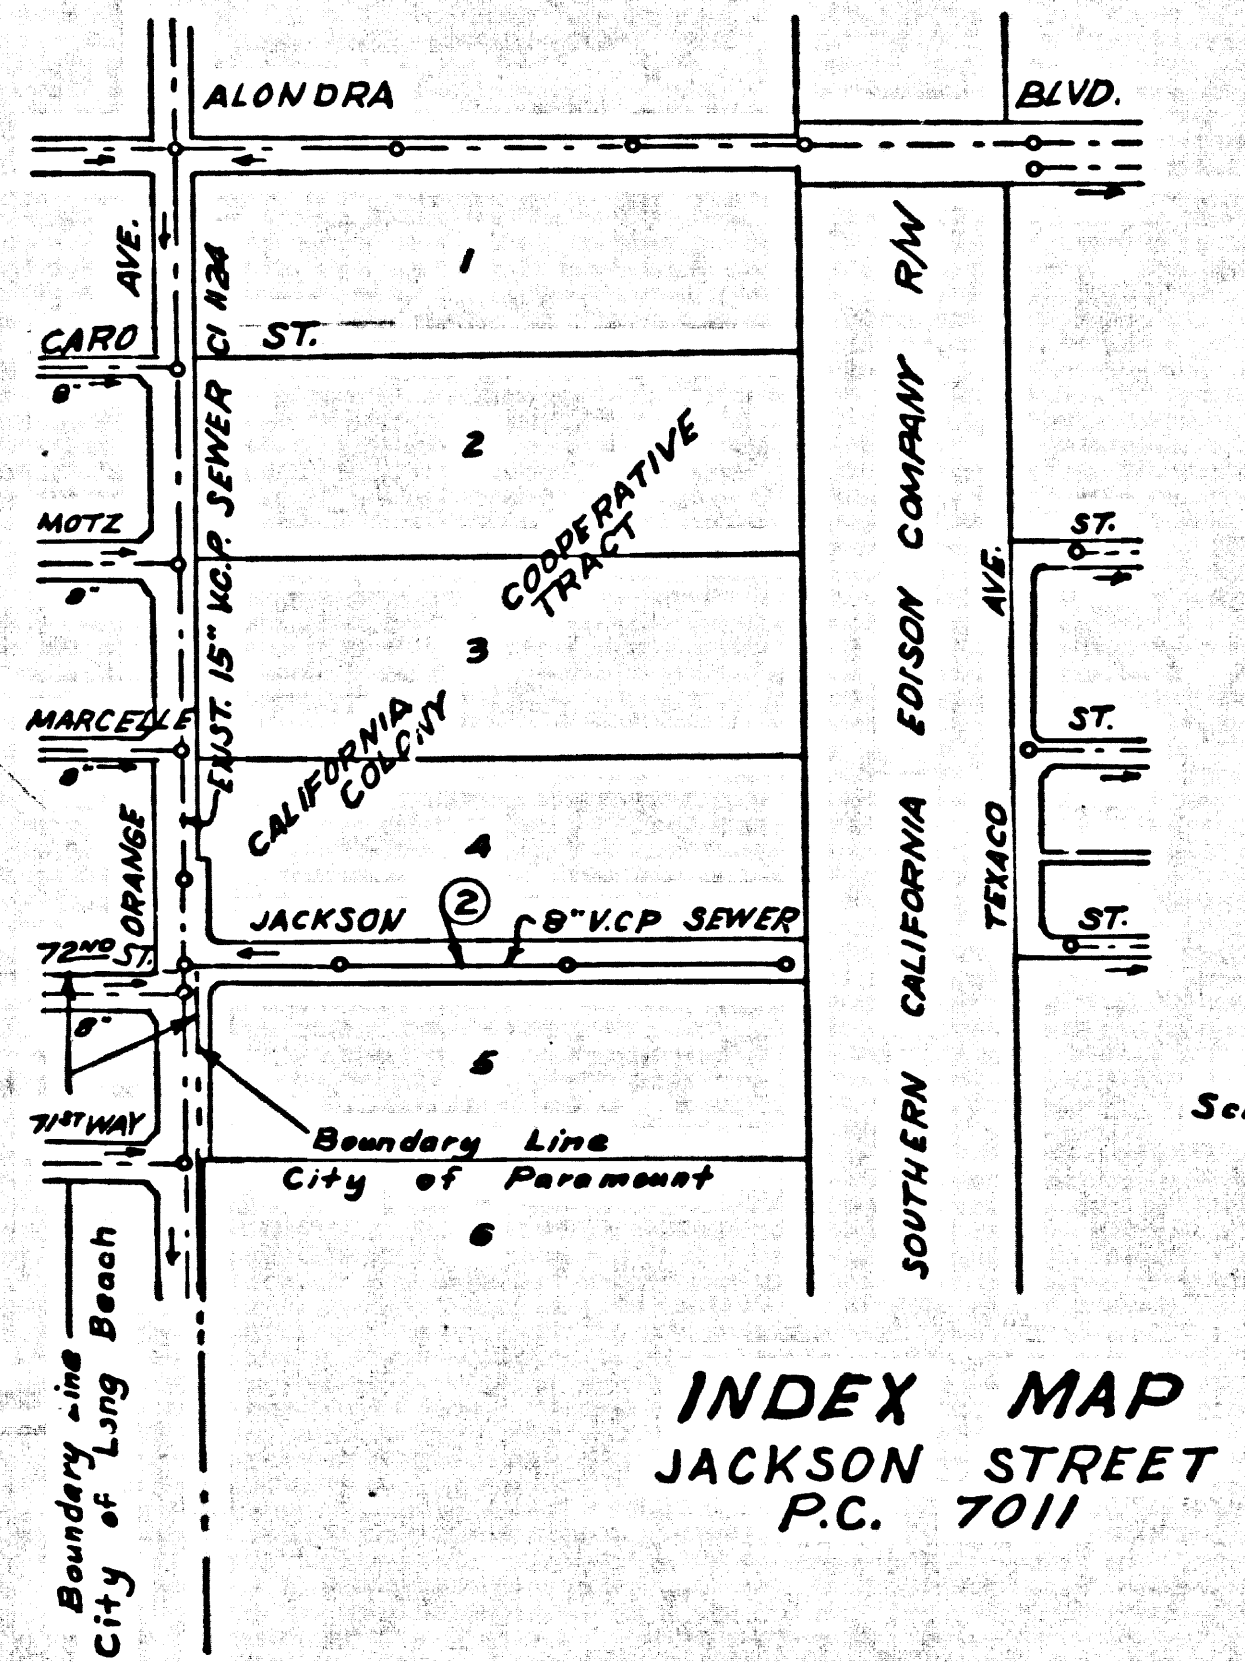 ALONDRA BLVD.
AVE.
CARO ST.
8"
1
R/W
2
MOTZ
8"
EXIST. 15" V.C.P. SEWER CI 1124
COOPERATIVE
TRACT
3
MARCELLE
8"
CALIFORNIA
COLONY
ORANGE
4
SOUTHERN CALIFORNIA EDISON COMPANY
TEXACO AVE.
ST.
ST.
ST.
JACKSON
2
8" V.C.P SEWER
72ND ST.
8"
5
71ST WAY
Boundary Line
City of Paramount
6
Boundary Line
City of Long Beach
INDEX MAP
JACKSON STREET
P.C. 7011